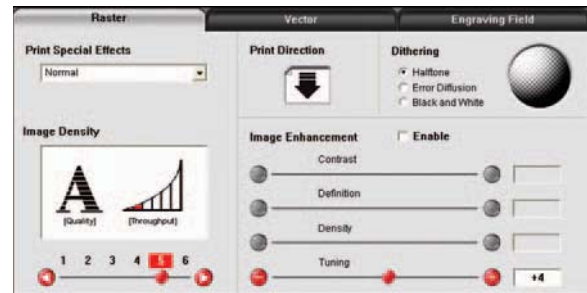 Raster Vector Engraving Field
Print Special Effects
Normal
Print Direction
Dithering
Halftone
Error Diffusion
Black and White
Image Density
A
[Quality] [Throughput]
1 2 3 4 5 6
Image Enhancement Enable
Contrast
Definition
Density
Tuning
+4